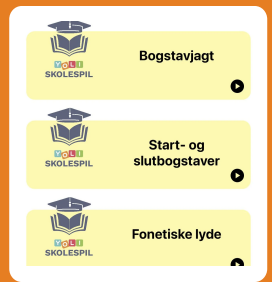 Bogstavjagt
YOLI
SKOLESPIL
Start- og
slutbogstaver
YOLI
SKOLESPIL
Fonetiske lyde
YOLI
SKOLESPIL